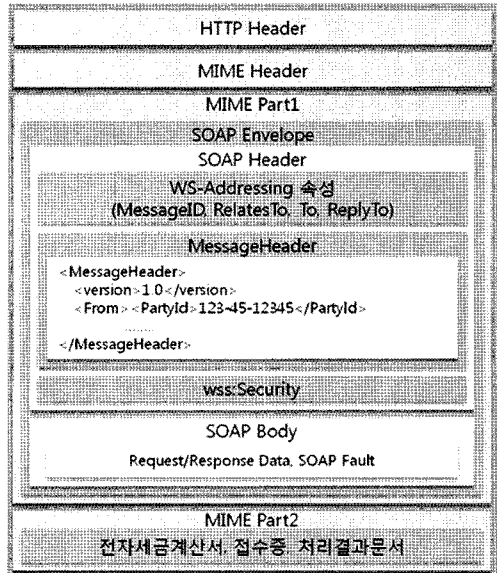 HTTP Header
MIME Header
MIME Part1
SOAP Envelope
SOAP Header
WS-Addressing 속성
(MessageID, RelatesTo, To, ReplyTo)
MessageHeader
<MessageHeader>
<version>1.0</version>
<From><PartyId>123-45-12345</PartyId>
........
</MessageHeader>
wss:Security
SOAP Body
Request/Response Data, SOAP Fault
MIME Part2
전자세금계산서, 접수증, 처리결과문서